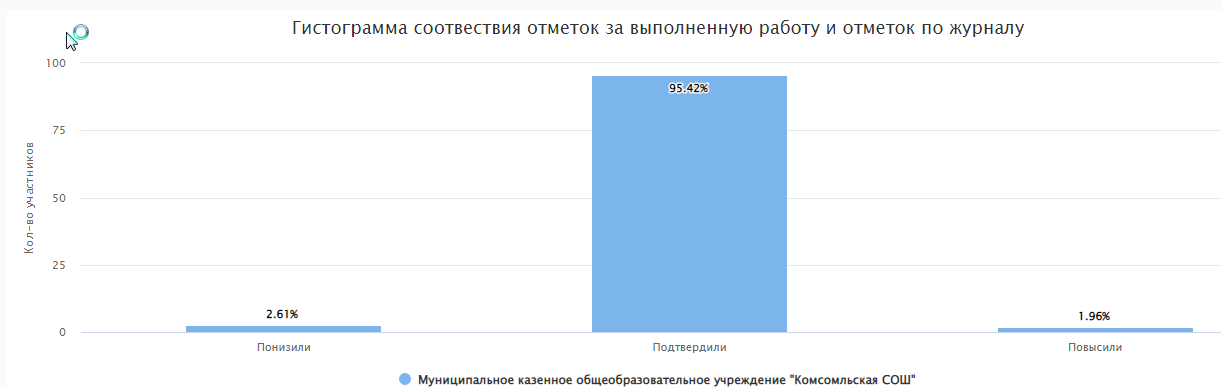 Гистограмма соотвествия отметок за выполненную работу и отметок по журналу
Кол-во участников
100
75
50
25
0
2.61%
95.42%
1.96%
Понизили
Подтвердили
Повысили
Муниципальное казенное общеобразовательное учреждение "Комсомльская СОШ"